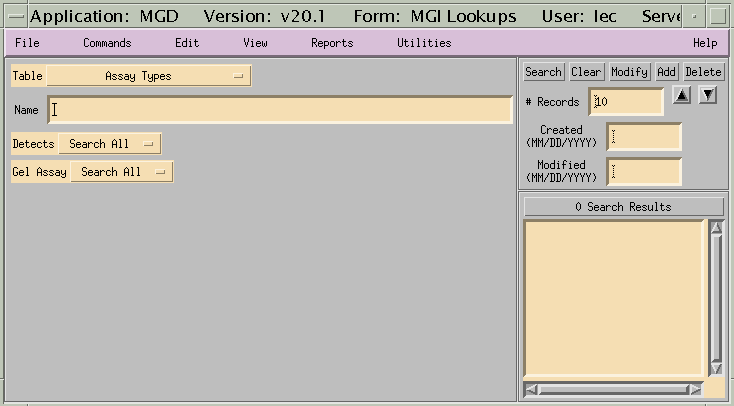 Application: MGD Version: v20.1 Form: MGI Lookups User: lec Serve
File Commands Edit View Reports Utilities Help
Table Assay Types
Name
Detects Search All
Gel Assay Search All
Search Clear Modify Add Delete
# Records 10
Created
(MM/DD/YYYY)
Modified
(MM/DD/YYYY)
0 Search Results